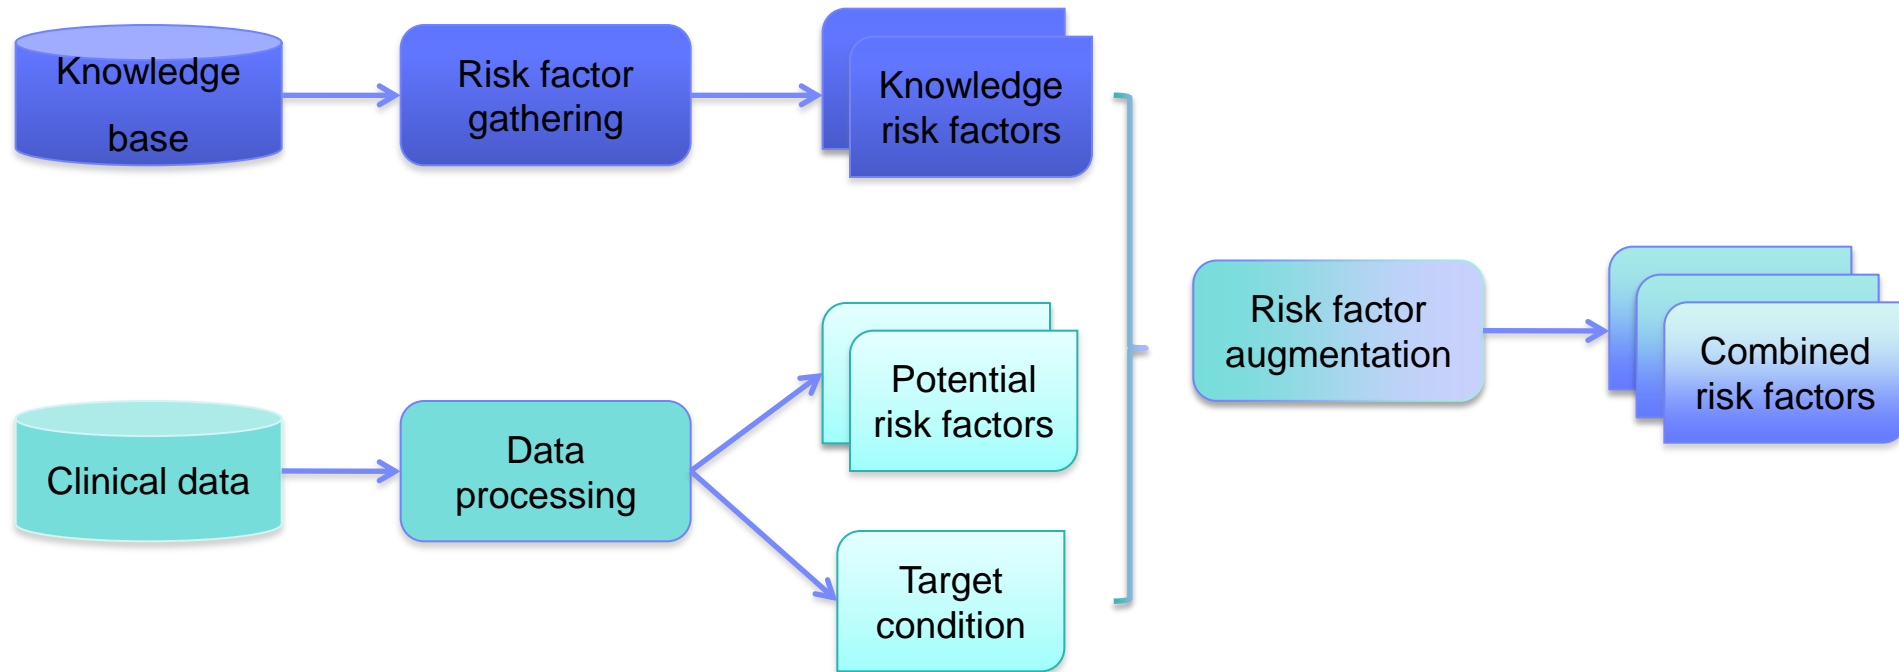 Knowledge
base
Risk factor
gathering
Knowledge
risk factors
Clinical data
Data
processing
Potential
risk factors
Target
condition
Risk factor
augmentation
Combined
risk factors